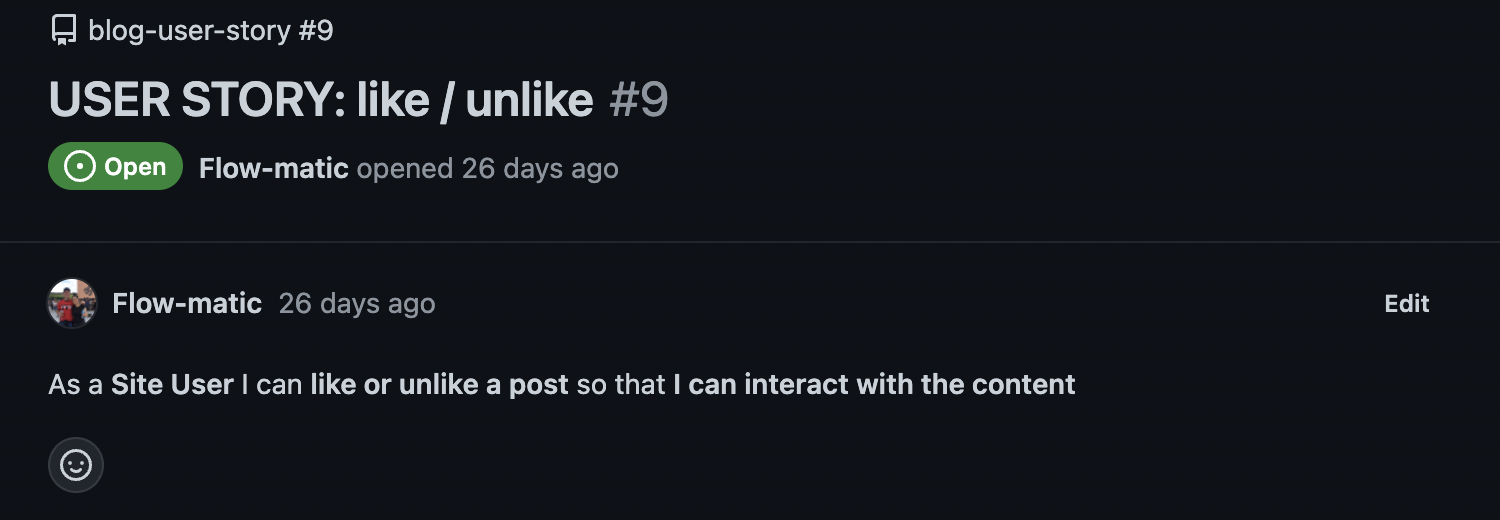 blog-user-story #9
USER STORY: like / unlike #9
Open Flow-matic opened 26 days ago
Flow-matic 26 days ago Edit
As a Site User I can like or unlike a post so that I can interact with the content